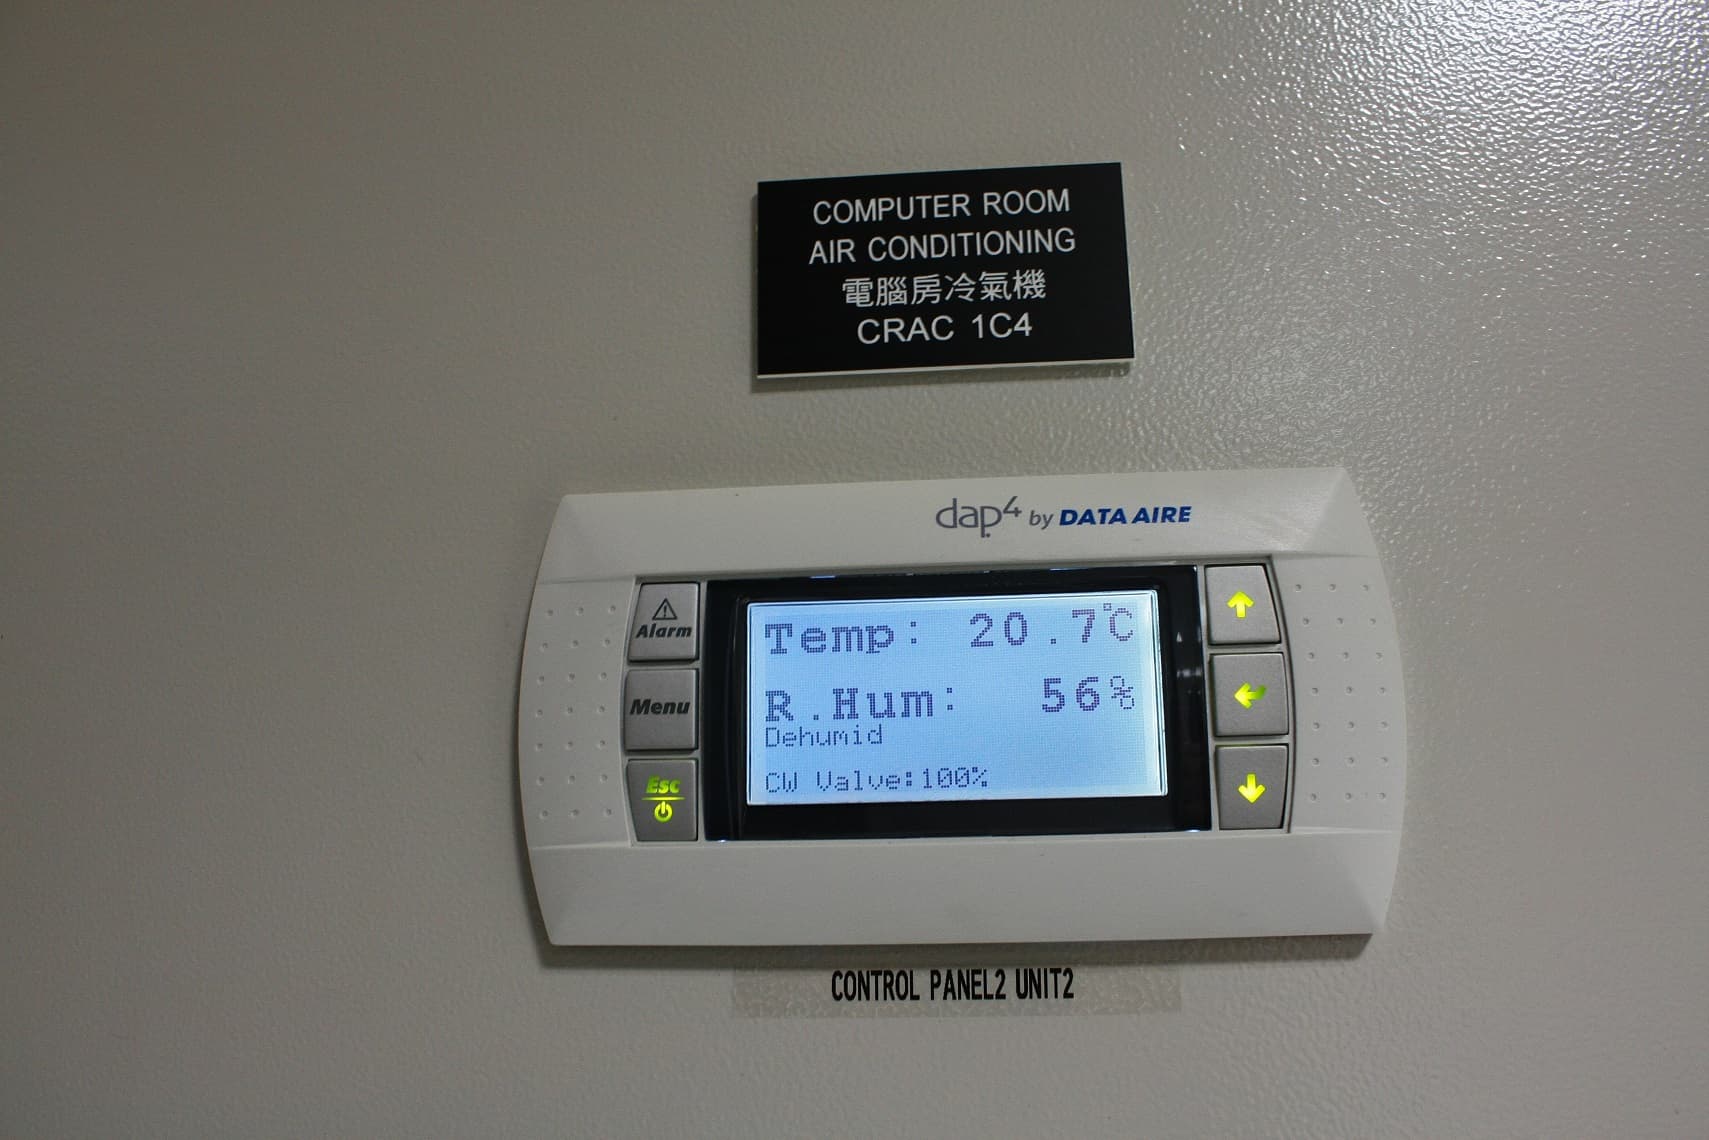 COMPUTER ROOM
AIR CONDITIONING
電腦房冷氣機
CRAC 1C4
dap4 by DATA AIRE
Alarm
Menu
Esc
Temp: 20.7°C
R.Hum: 56%
Dehumid
CW Valve:100%
CONTROL PANEL2 UNIT2